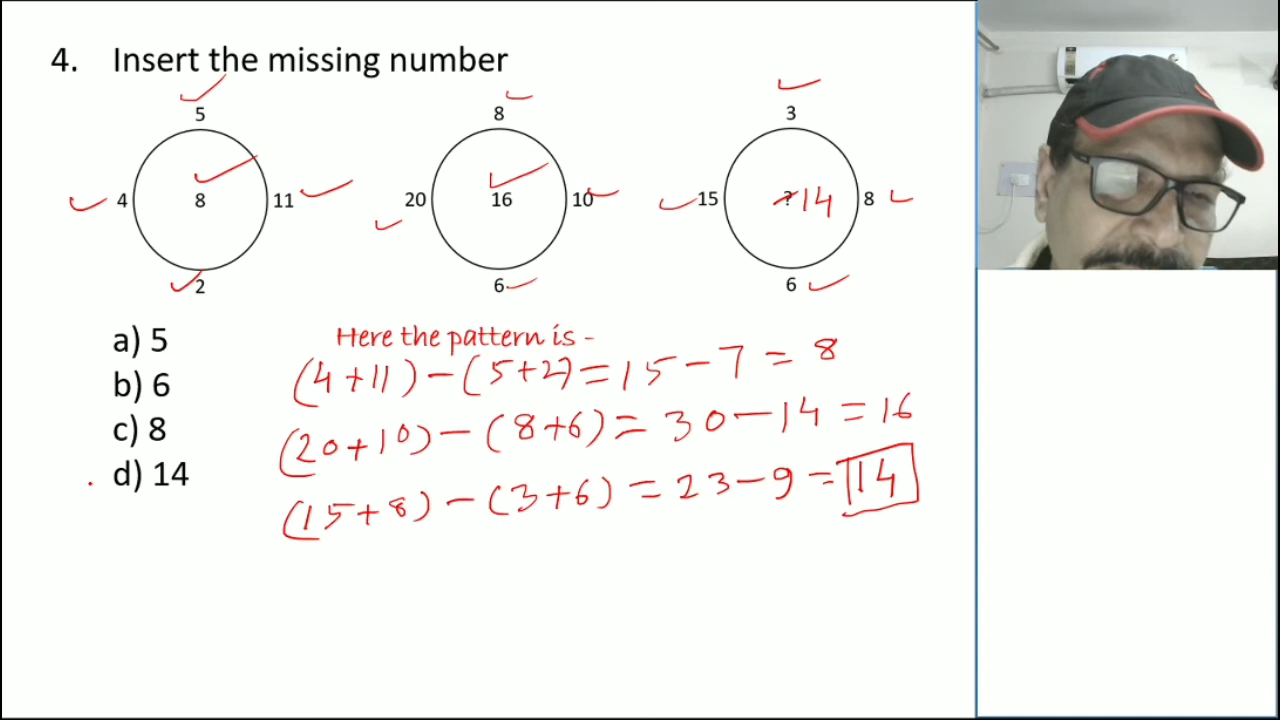 4. Insert the missing number
5 8 3
4 8 11 20 16 10 15 ? 14 8
2 6 6
a) 5
b) 6
c) 8
d) 14
Here the pattern is -
(4+11)-(5+2)=15-7=8
(20+10)-(8+6)=30-14=16
(15+8)-(3+6)=23-9=14